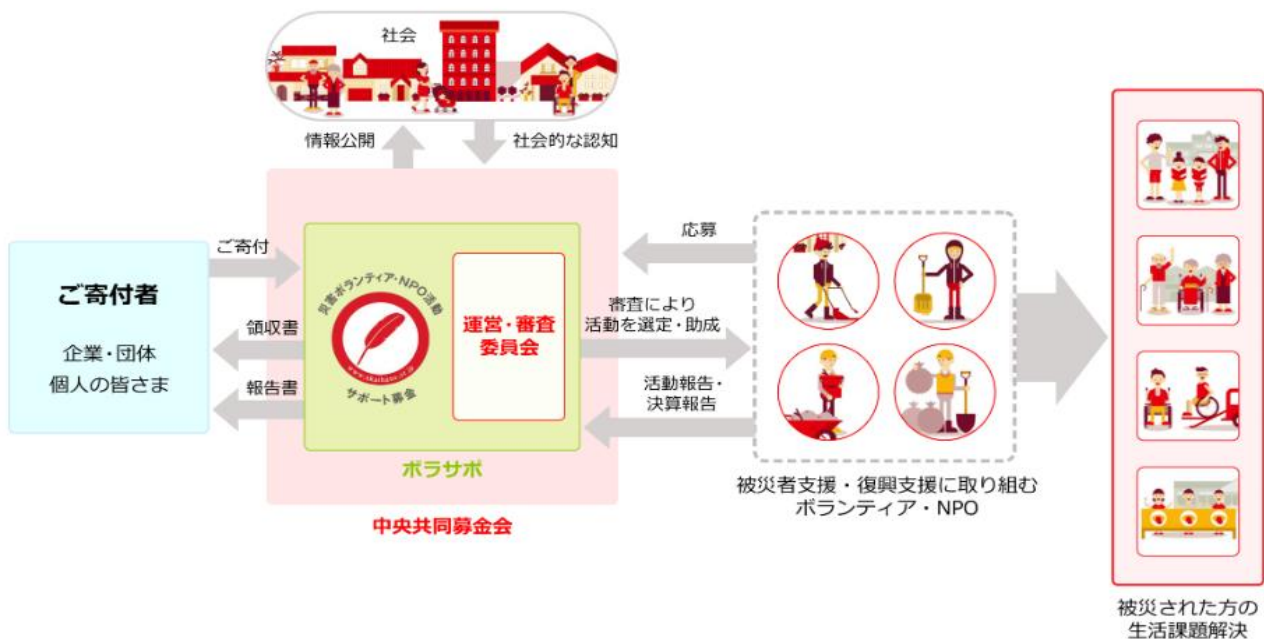 社会
情報公開
社会的な認知
ご寄付者
企業・団体
個人の皆さま
ご寄付
領収書
報告書
災害ボランティア・NPO活動
サポート募金
運営・審査
委員会
ボラサポ
中央共同募金会
応募
審査により
活動を選定・助成
活動報告・
決算報告
被災者支援・復興支援に取り組む
ボランティア・NPO
被災された方の
生活課題解決